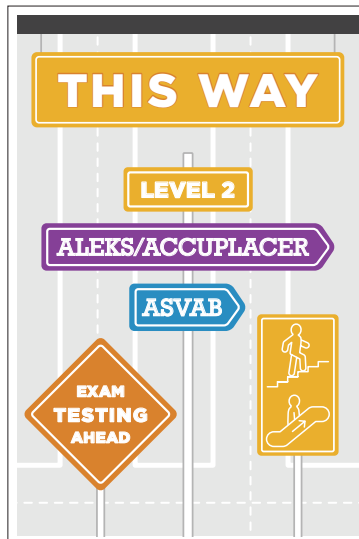 THIS WAY
LEVEL 2
ALEKS/ACCUPLACER
ASVAB
EXAM
TESTING
AHEAD